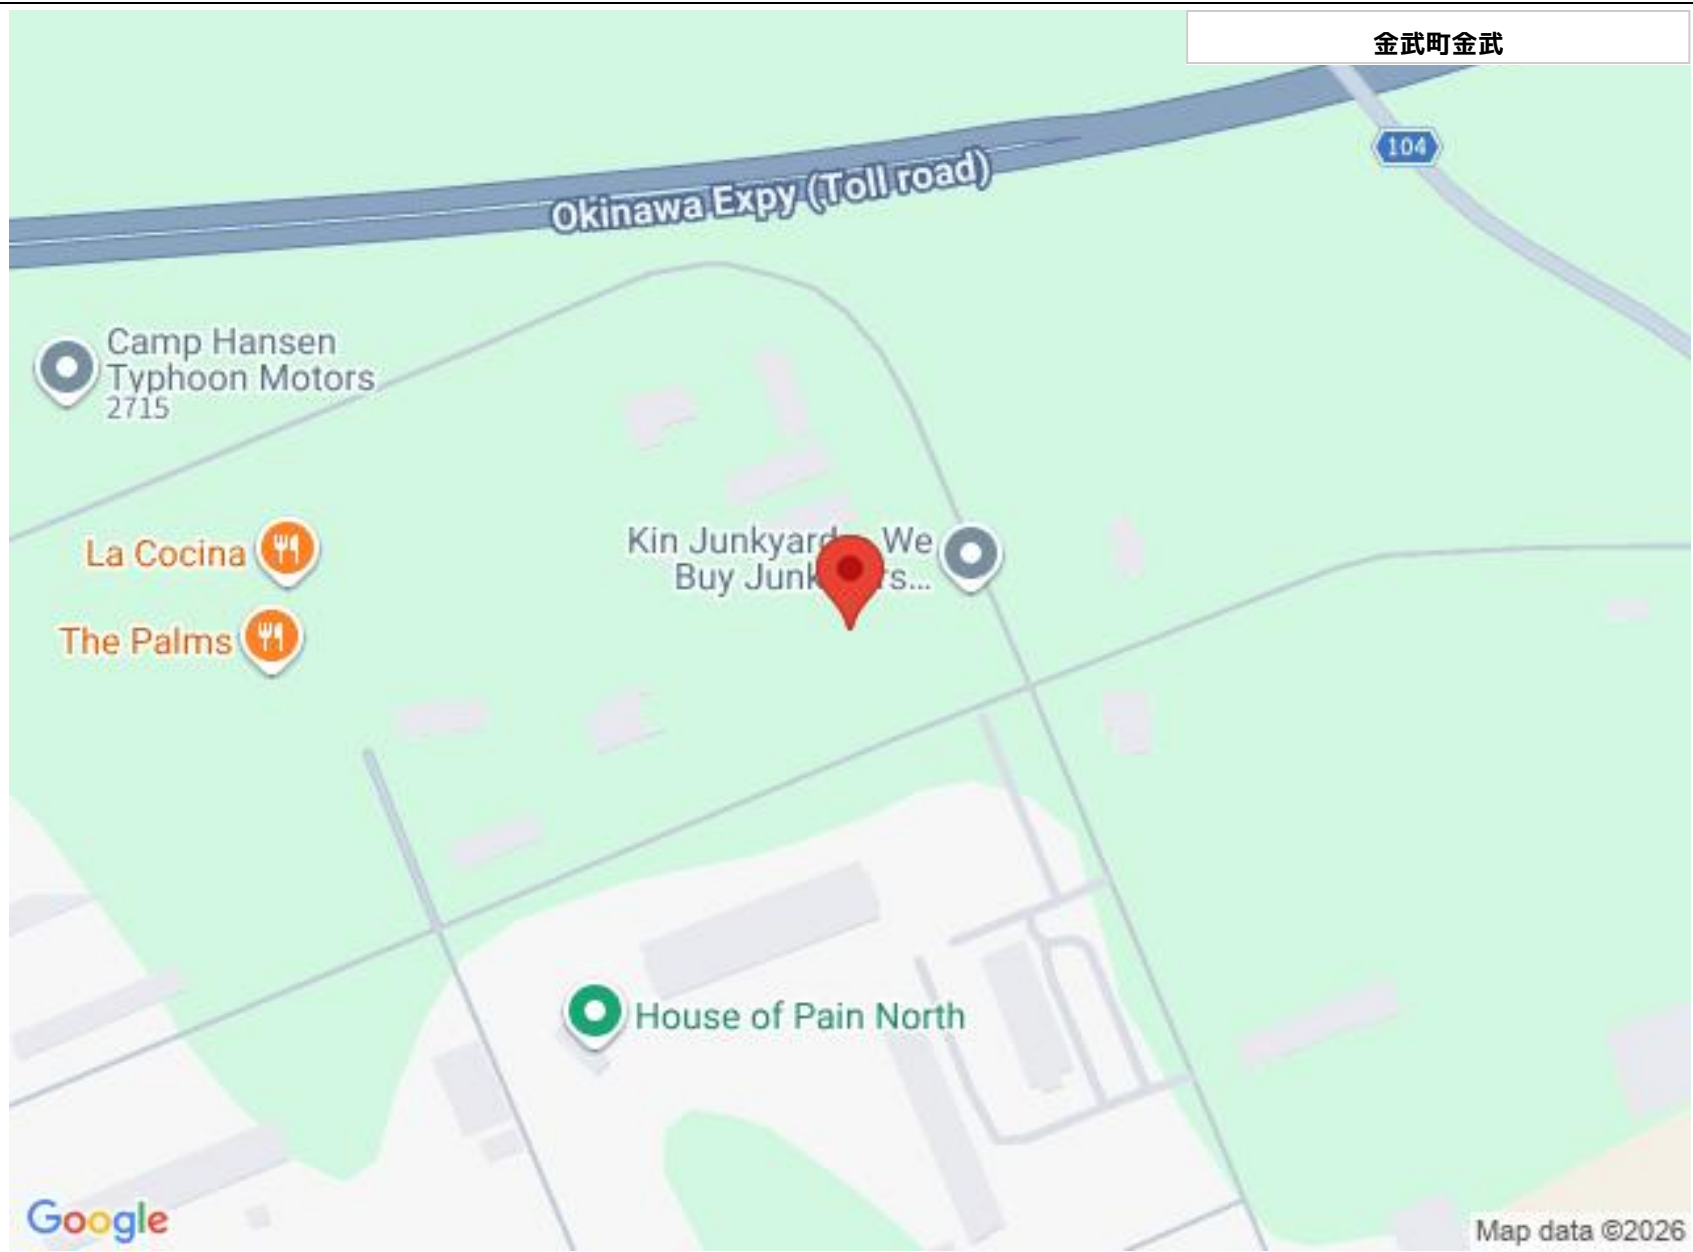 金武町金武
104
Okinawa Expy (Toll road)
Camp Hansen
Typhoon Motors
2715
La Cocina
Kin Junkyard We
Buy Junk rs...
The Palms
House of Pain North
Google
Map data ©2026